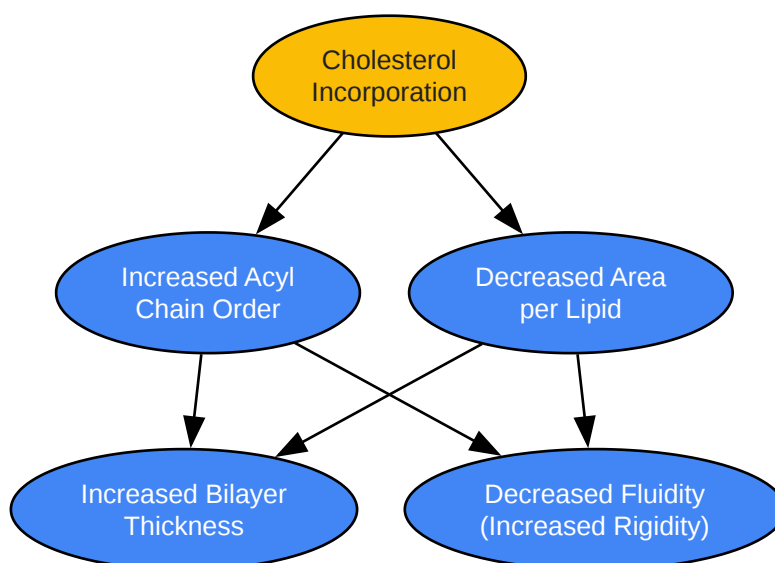 Cholesterol
Incorporation
Increased Acyl
Chain Order
Decreased Area
per Lipid
Increased Bilayer
Thickness
Decreased Fluidity
(Increased Rigidity)